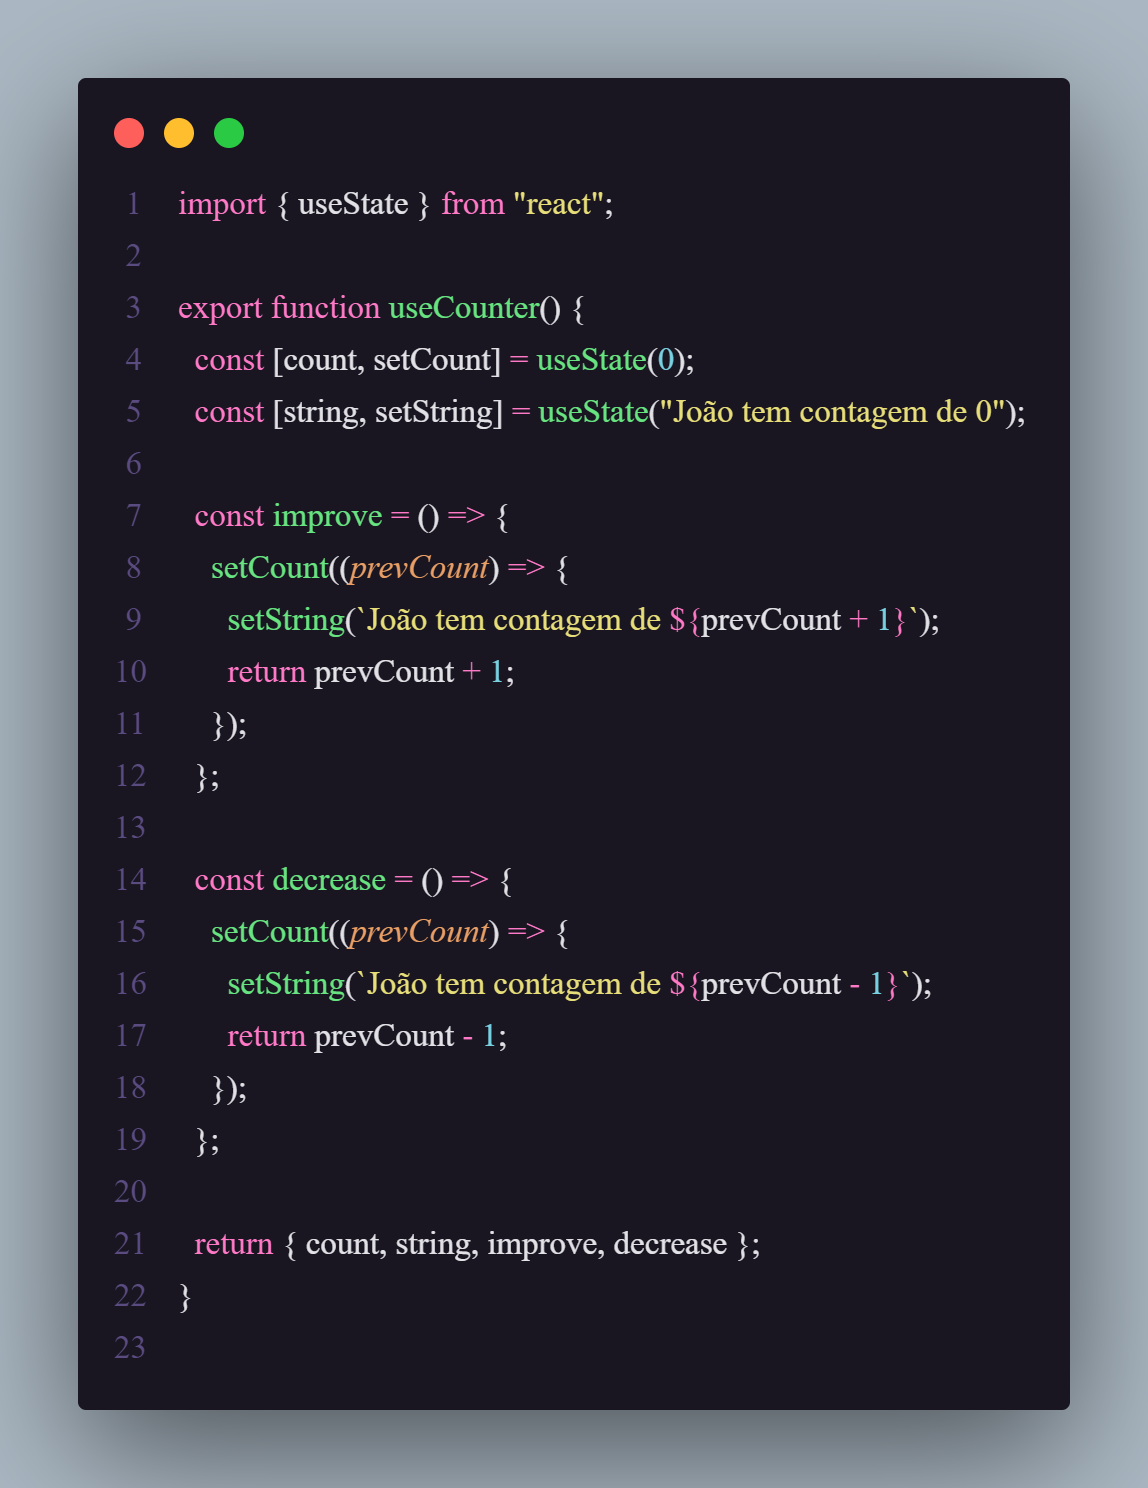 1 import { useState } from "react";
2
3 export function useCounter() {
4 const [count, setCount] = useState(0);
5 const [string, setString] = useState("João tem contagem de 0");
6
7 const improve = () => {
8 setCount((prevCount) => {
9 setString(`João tem contagem de ${prevCount + 1}`);
10 return prevCount + 1;
11 });
12 };
13
14 const decrease = () => {
15 setCount((prevCount) => {
16 setString(`João tem contagem de ${prevCount - 1}`);
17 return prevCount - 1;
18 });
19 };
20
21 return { count, string, improve, decrease };
22 }
23